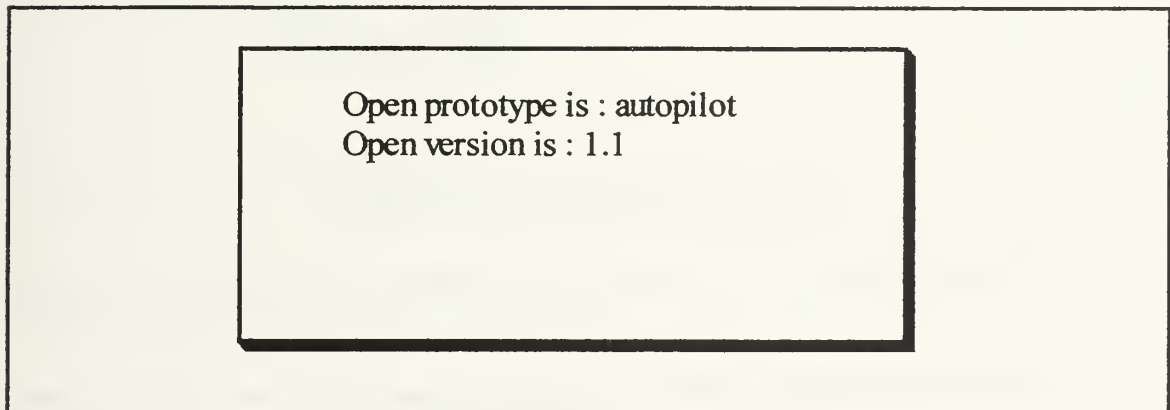 Open prototype is : autopilot
Open version is : 1.1